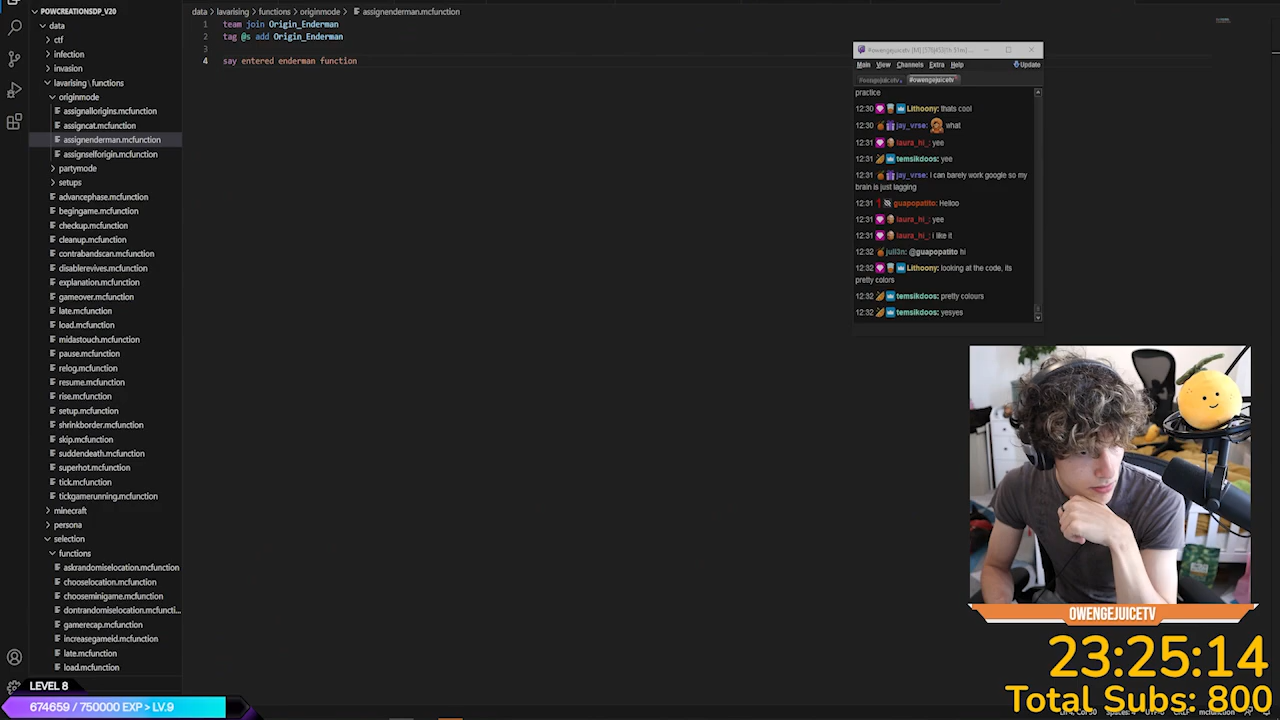 POWCREATIONSDP_V20
data
ctf
infection
invasion
lavarising \ functions
originmode
assignallorigins.mcfunction
assigncat.mcfunction
assignenderman.mcfunction
assignselforigin.mcfunction
partymode
setups
advancephase.mcfunction
begingame.mcfunction
checkup.mcfunction
cleanup.mcfunction
contrabandscan.mcfunction
disablerevives.mcfunction
explanation.mcfunction
gameover.mcfunction
late.mcfunction
load.mcfunction
midastouch.mcfunction
pause.mcfunction
relog.mcfunction
resume.mcfunction
rise.mcfunction
setup.mcfunction
shrinkborder.mcfunction
skip.mcfunction
suddendeath.mcfunction
superhot.mcfunction
tick.mcfunction
tickgamerunning.mcfunction
minecraft
persona
selection
functions
askrandomiselocation.mcfunction
chooselocation.mcfunction
chooseminigame.mcfunction
dontrandomiselocation.mcfuncti...
gamerecap.mcfunction
increasegameid.mcfunction
late.mcfunction
load.mcfunction
LEVEL 8
674659 / 750000 EXP > LV.9
data > lavarising > functions > originmode > assignenderman.mcfunction
1 team join Origin_Enderman
2 tag @s add Origin_Enderman
3
4 say entered enderman function
Main View Channels Extra Help Update
#owengejuicetv
practice
12:30 Lithoony: thats cool
12:30 jay_vrse: what
12:31 laura_hi_: yee
12:31 temsikdoos: yee
12:31 jay_vrse: i can barely work google so my
brain is just lagging
12:31 guapopatito: Helloo
12:31 laura_hi_: yee
12:31 laura_hi_: i like it
12:32 juli3n: @guapopatito hi
12:32 Lithoony: looking at the code, its
pretty colors
12:32 temsikdoos: pretty colours
12:32 temsikdoos: yesyes
OWENGEJUICETV
23:25:14
Total Subs: 800